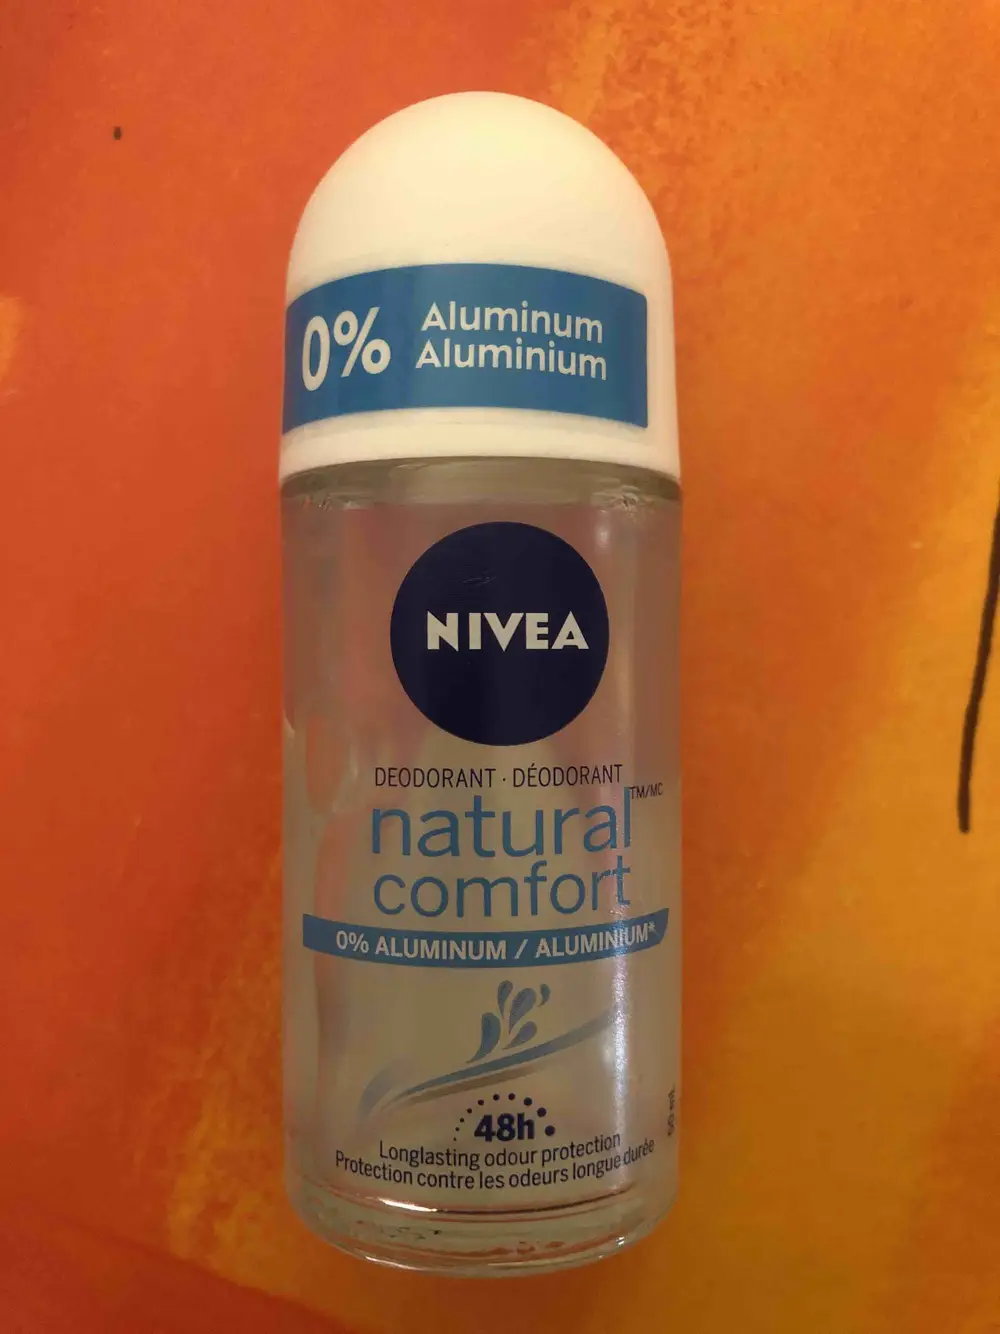 0% Aluminum
Aluminium
NIVEA
DEODORANT · DÉODORANT
natural TM/MC
comfort
0% ALUMINUM / ALUMINIUM*
48h
Longlasting odour protection
Protection contre les odeurs longue durée